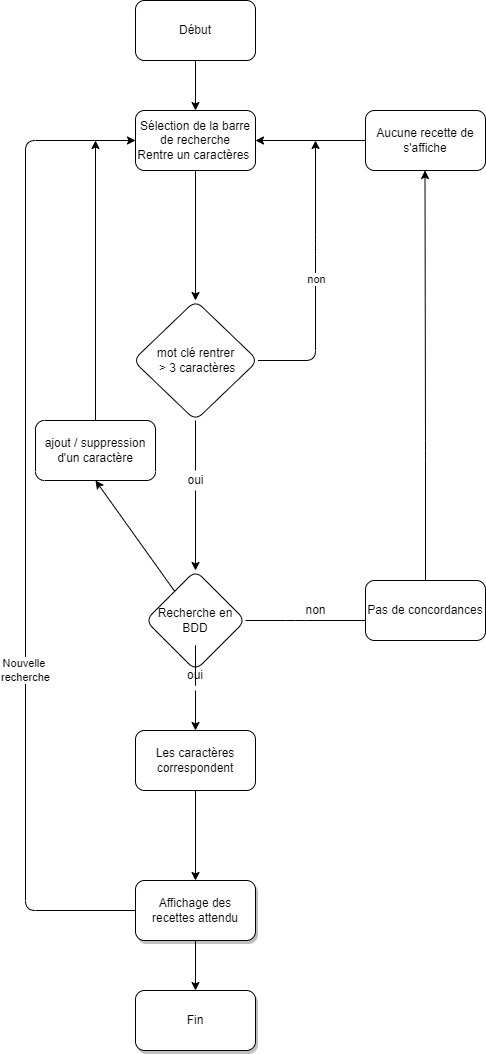 Début
Sélection de la barre
de recherche
Rentre un caractères
Aucune recette de
s'affiche
non
mot clé rentrer
> 3 caractères
ajout / suppression
d'un caractère
oui
Recherche en
BDD
non
Pas de concordances
oui
Nouvelle
recherche
Les caractères
correspondent
Affichage des
recettes attendu
Fin